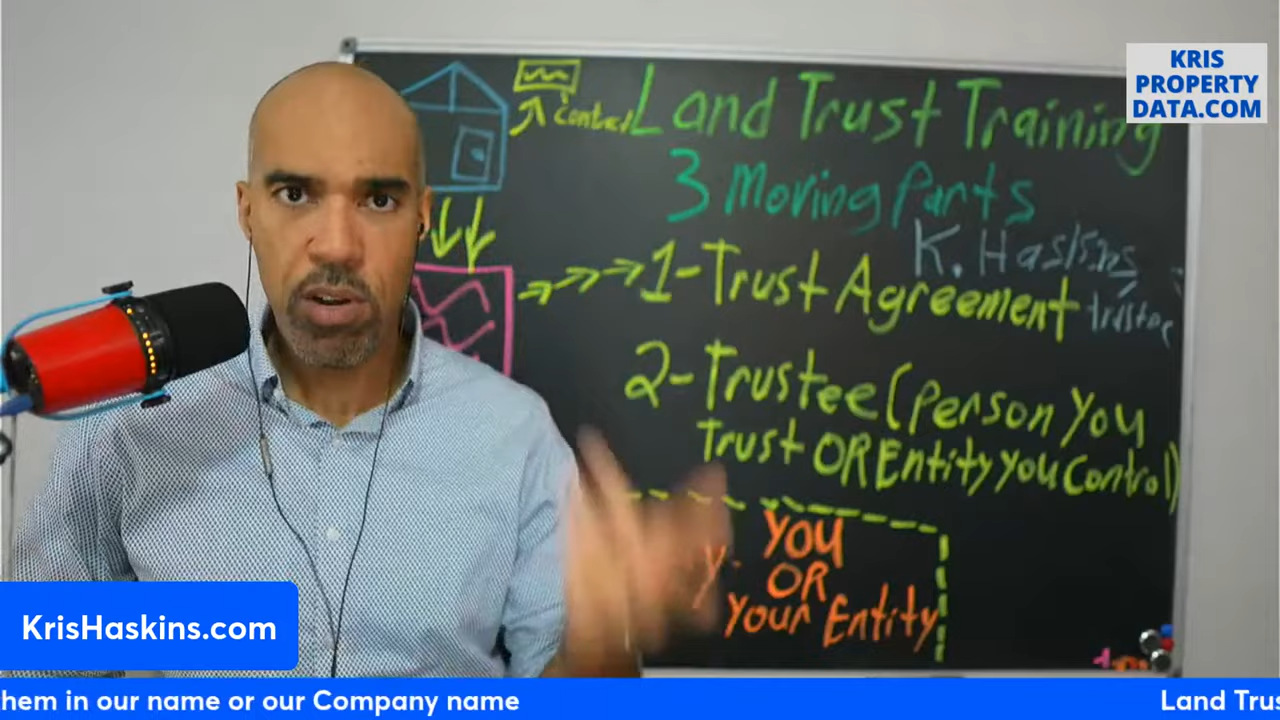 KRIS
PROPERTY
DATA.COM
Control
Land Trust Training
3 Moving Parts
K. Haskins
trustee
1-Trust Agreement
2-Trustee (Person You
Trust OR Entity You Control)
YOU
OR
Your Entity
KrisHaskins.com
hem in our name or our Company name
Land Trus